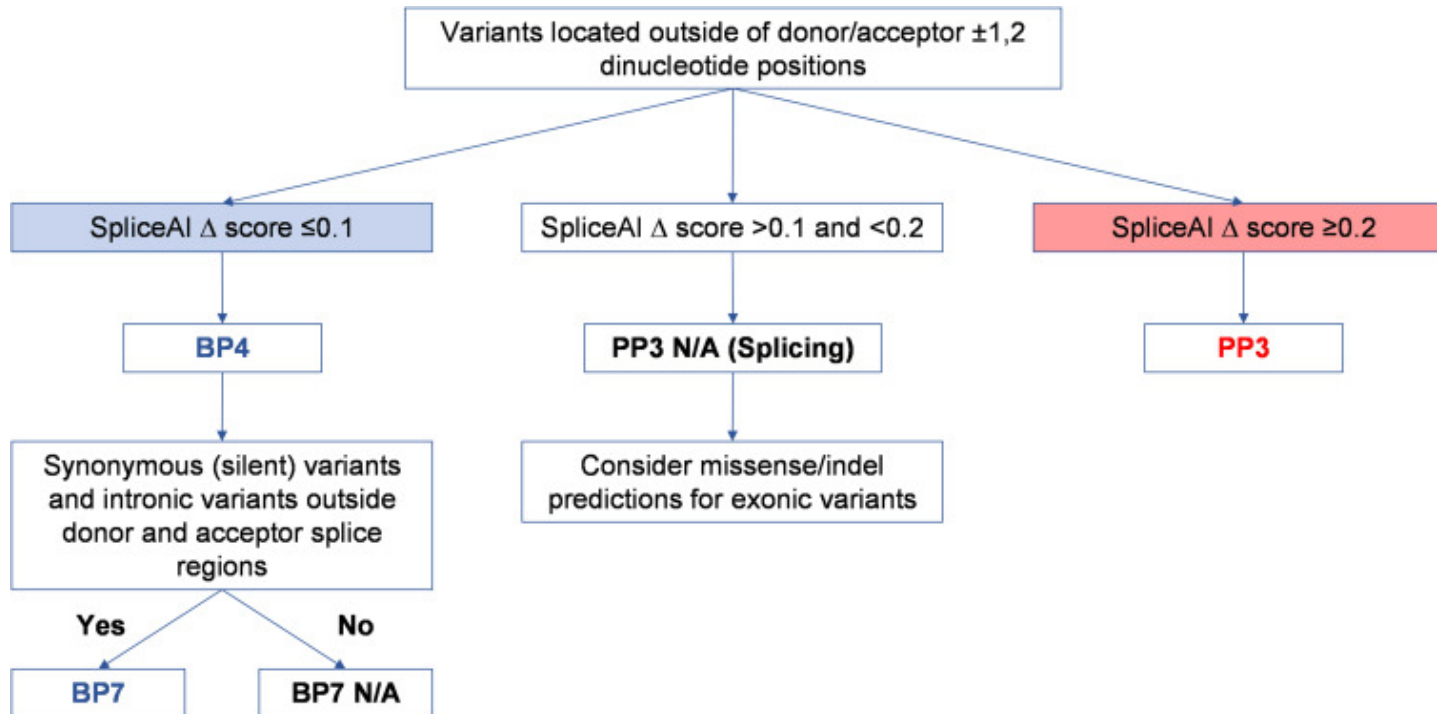 Variants located outside of donor/acceptor ±1,2
dinucleotide positions
SpliceAI Δ score ≤0.1
SpliceAI Δ score >0.1 and <0.2
SpliceAI Δ score ≥0.2
BP4
PP3 N/A (Splicing)
PP3
Synonymous (silent) variants
and intronic variants outside
donor and acceptor splice
regions
Consider missense/indel
predictions for exonic variants
Yes
No
BP7
BP7 N/A